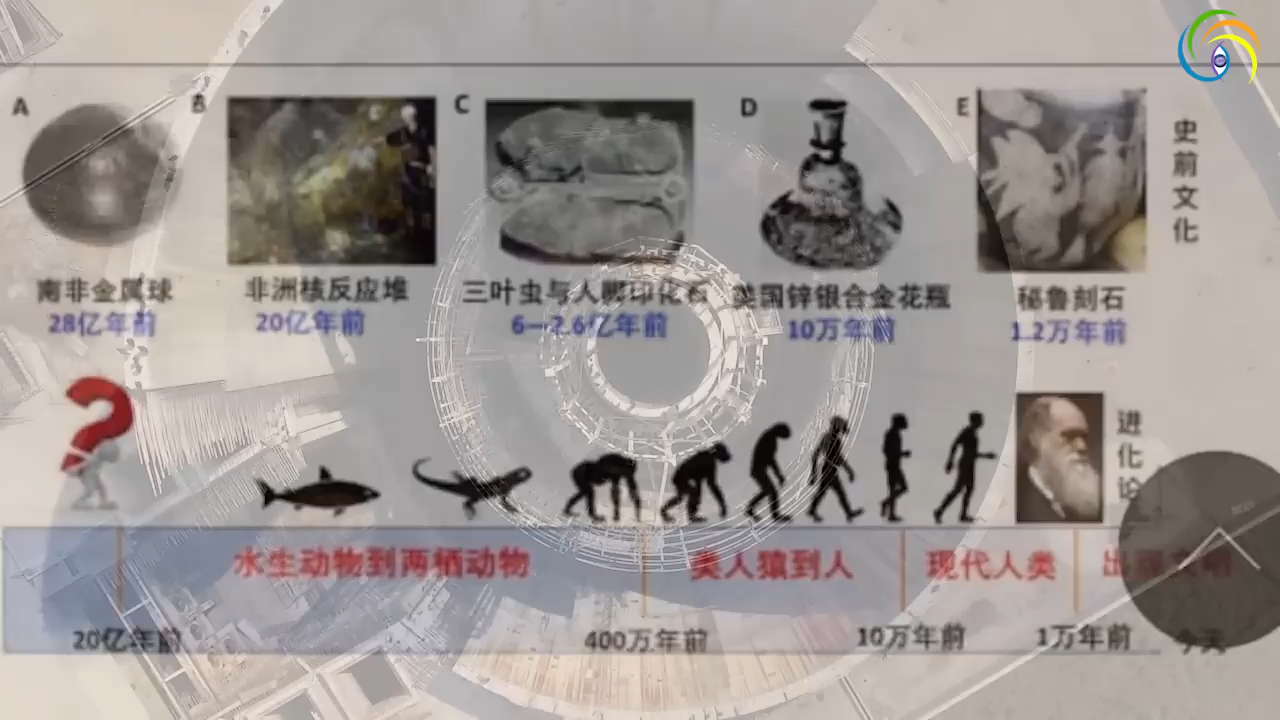 A
B
C
D
E
史前文化
南非金属球
非洲核反应堆
三叶虫与人脚印化石
美国锌银合金花瓶
秘鲁刻石
28亿年前
20亿年前
6—2.6亿年前
10万年前
1.2万年前
进化论
水生动物到两栖动物
类人猿到人
现代人类
出现文明
20亿年前
400万年前
10万年前
1万年前
今天